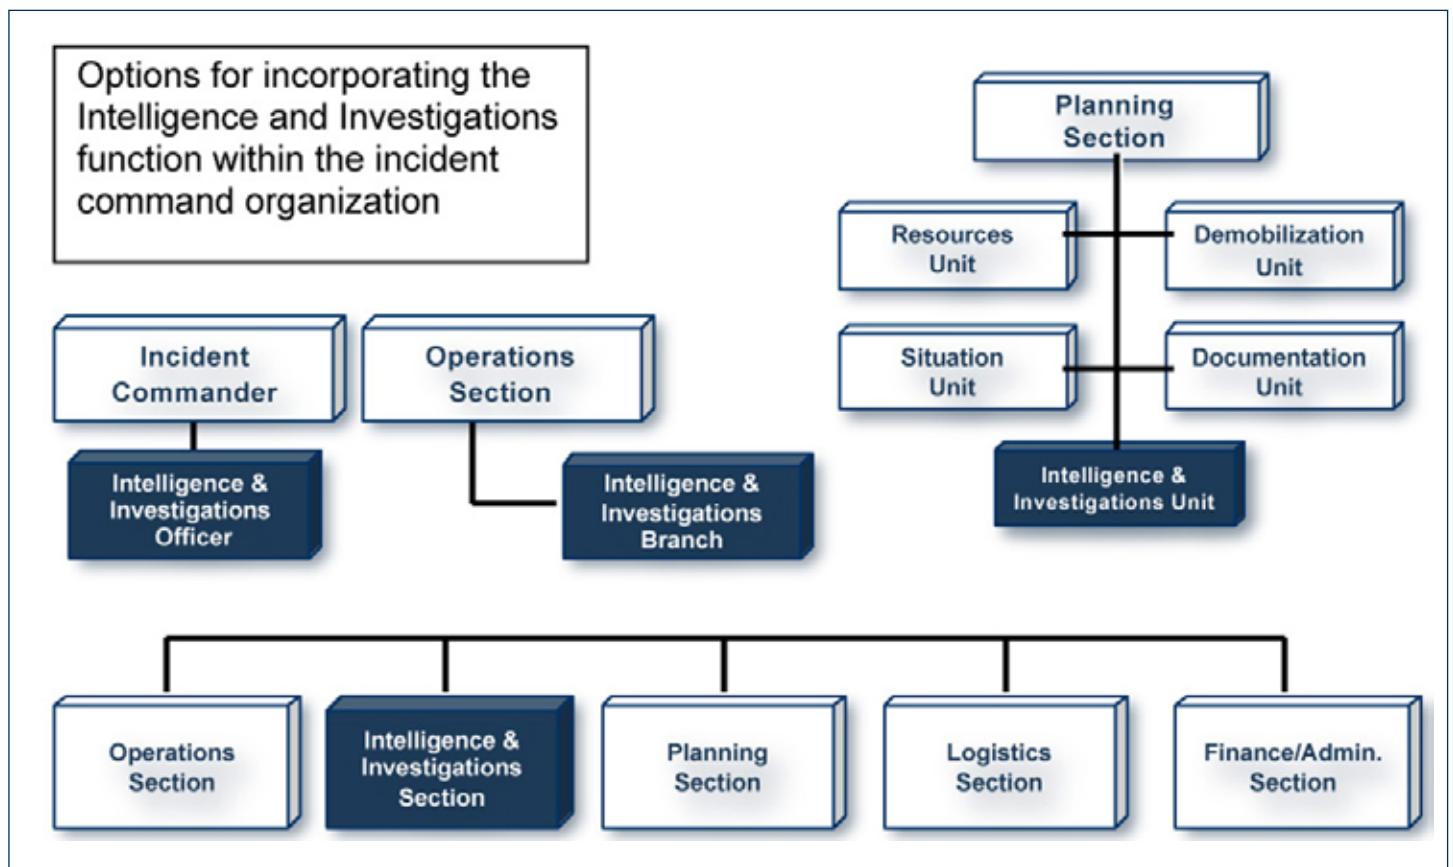 Options for incorporating the
Intelligence and Investigations
function within the incident
command organization
Planning
Section
Resources
Unit
Demobilization
Unit
Situation
Unit
Documentation
Unit
Intelligence &
Investigations Unit
Incident
Commander
Operations
Section
Intelligence &
Investigations
Officer
Intelligence &
Investigations
Branch
Operations
Section
Intelligence &
Investigations
Section
Planning
Section
Logistics
Section
Finance/Admin.
Section